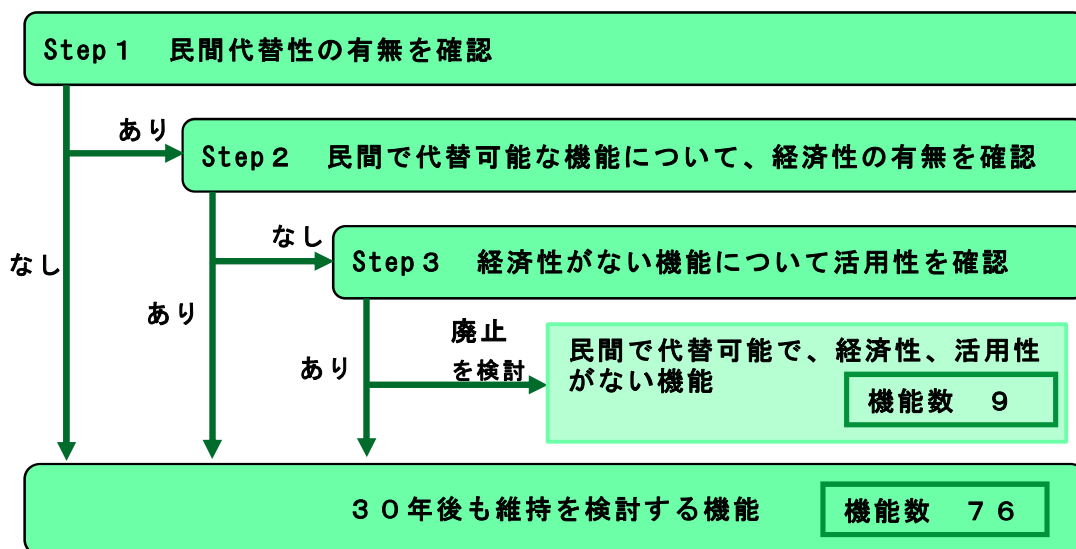 Step1 民間代替性の有無を確認
あり
Step2 民間で代替可能な機能について、経済性の有無を確認
なし
なし
Step3 経済性がない機能について活用性を確認
あり
廃止
を検討
あり
民間で代替可能で、経済性、活用性
がない機能
機能数 9
30年後も維持を検討する機能
機能数 76